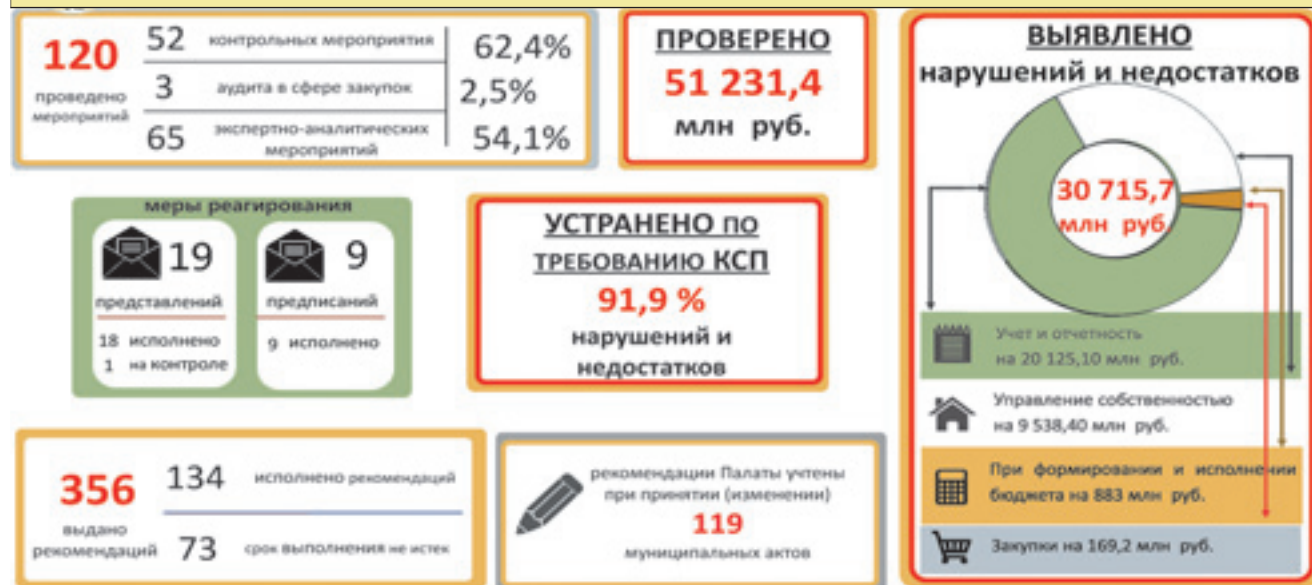 120
проведено
мероприятий
52 контрольных мероприятия 62,4%
3 аудита в сфере закупок 2,5%
65 экспертно-аналитических
мероприятий 54,1%
ПРОВЕРЕНО
51 231,4
млн руб.
меры реагирования
19
представлений
18 исполнено
1 на контроле
9
предписаний
9 исполнено
УСТРАНЕНО ПО
ТРЕБОВАНИЮ КСП
91,9 %
нарушений и
недостатков
356
выдано
рекомендаций
134 исполнено рекомендаций
73 срок выполнения не истек
рекомендации Палаты учтены
при принятии (изменении)
119
муниципальных актов
ВЫЯВЛЕНО
нарушений и недостатков
30 715,7
млн руб.
Учет и отчетность
на 20 125,10 млн руб.
Управление собственностью
на 9 538,40 млн руб.
При формировании и исполнении
бюджета на 883 млн руб.
Закупки на 169,2 млн руб.